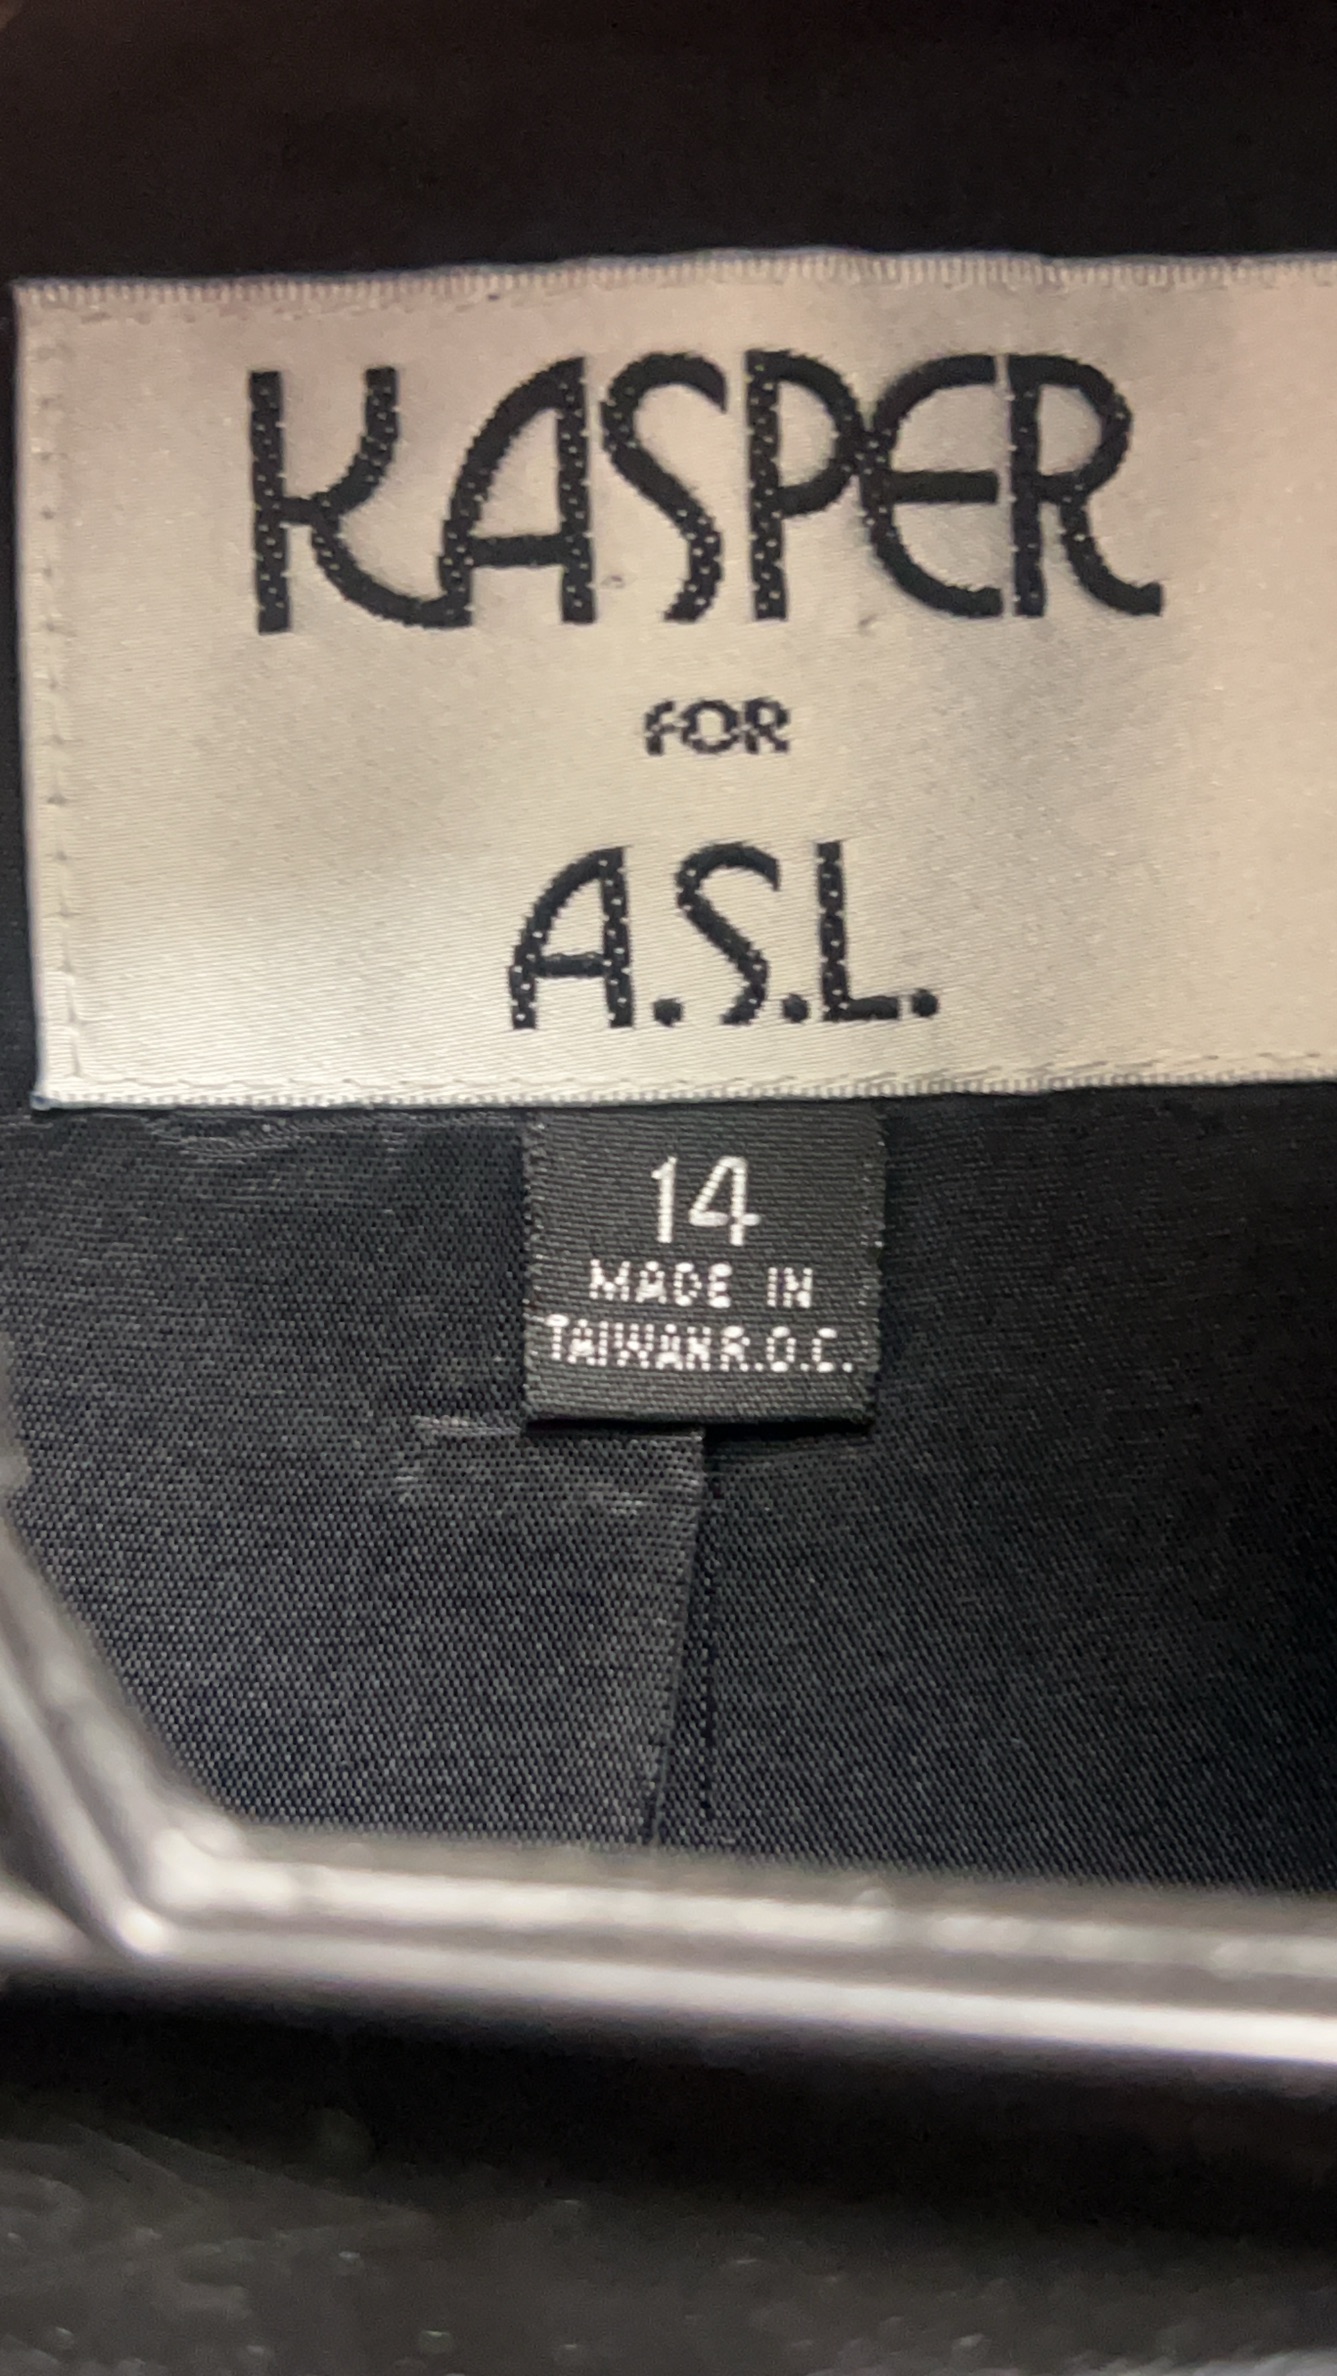 KASPER
FOR
A.S.L.
14
MADE IN
TAIWAN R.O.C.